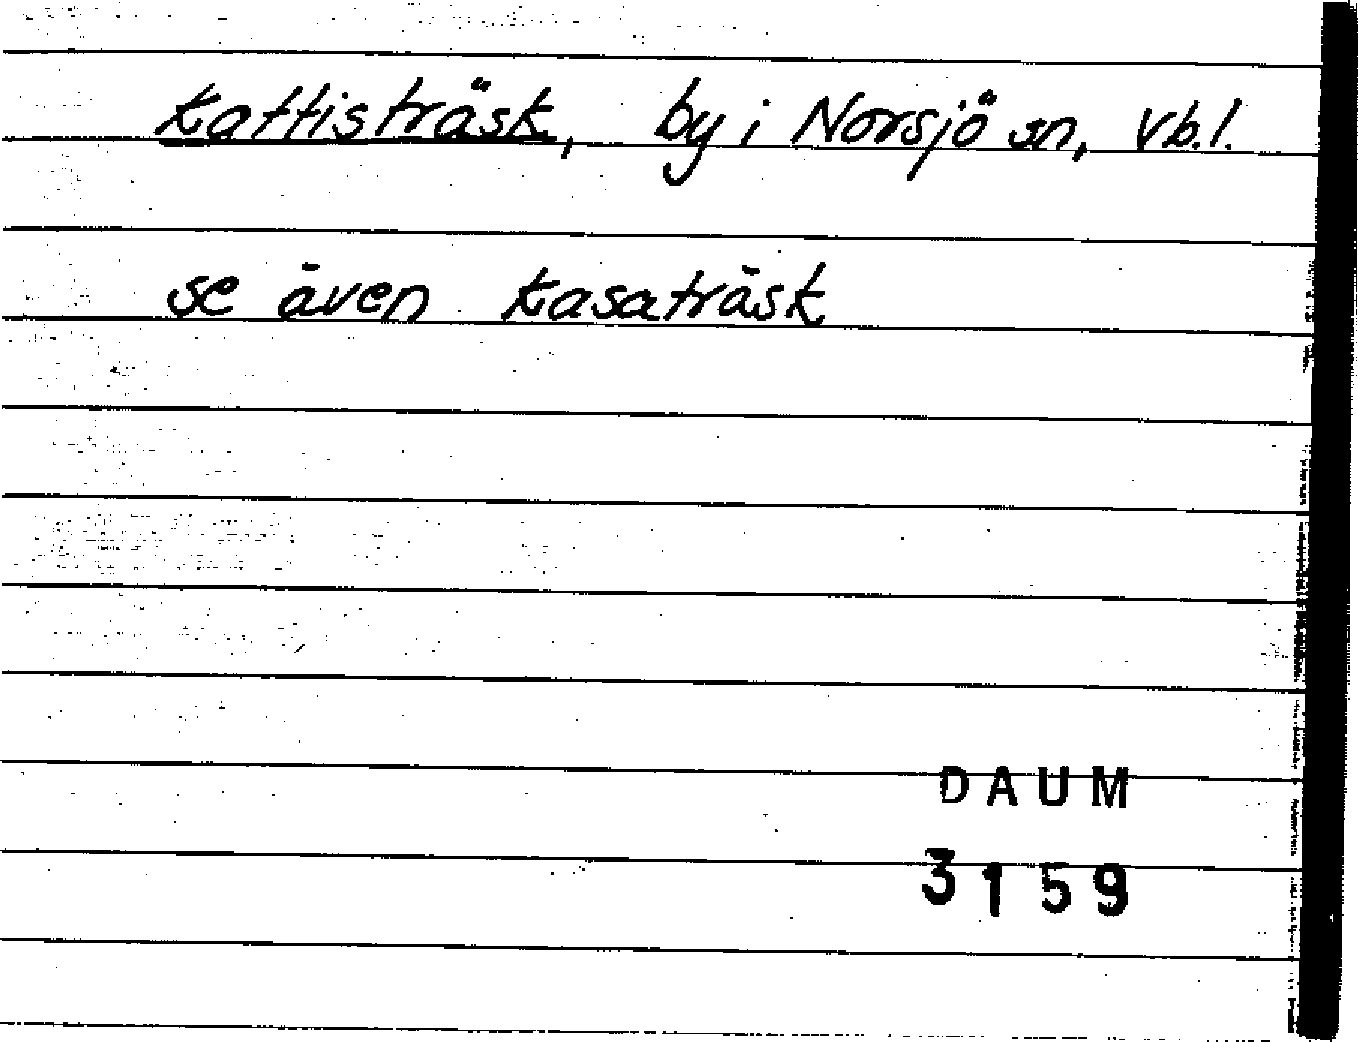 Kattisträsk, by i Norsjö sn, Vb.l.
se även Kasaträsk
DAUM
3159